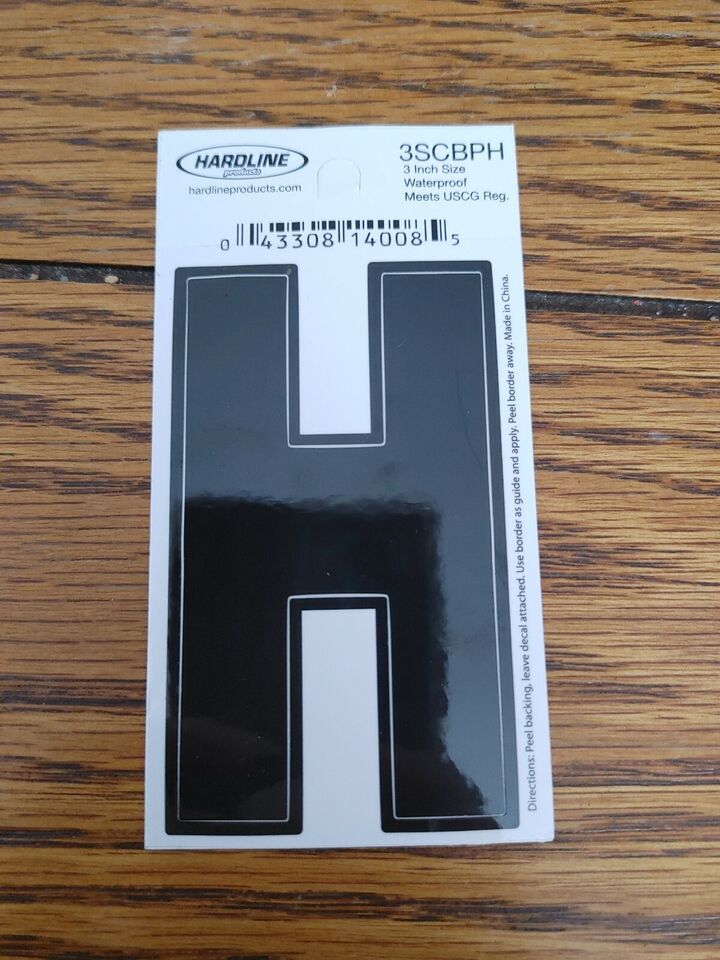 HARDLINE
products
hardlineproducts.com
3SCBPH
3 Inch Size
Waterproof
Meets USCG Reg.
0 43308 14008 5
H
Directions: Peel backing, leave decal attached. Use border as guide and apply. Peel border away. Made in China.